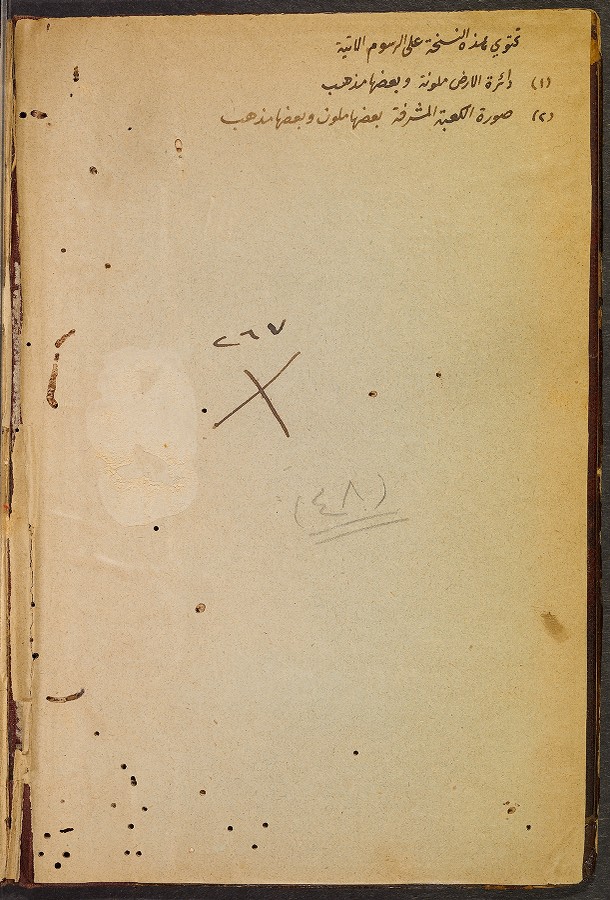 تحتوي هذه النسخة على الرسوم الاتية
(١) دائرة الارض ملونة وبعضها مذهب
(٢) صورة الكعبة المشرفة بعضها ملون وبعضها مذهب
٢٦٧
(٤٨)